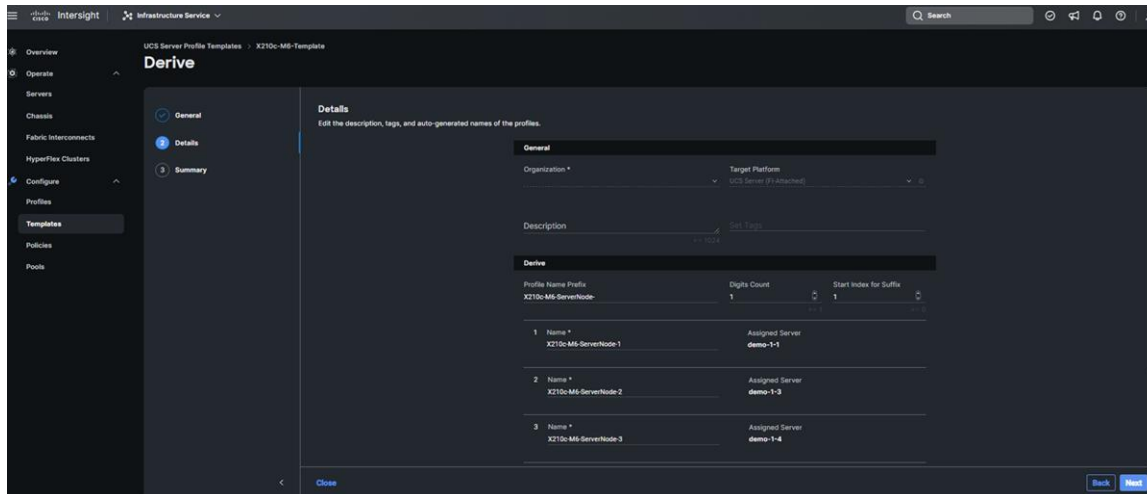 cisco Intersight
Infrastructure Service
Search
Overview
Operate
Servers
Chassis
Fabric Interconnects
HyperFlex Clusters
Configure
Profiles
Templates
Policies
Pools
UCS Server Profile Templates > X210c-M6-Template
Derive
General
2 Details
3 Summary
Details
Edit the description, tags, and auto-generated names of the profiles.
General
Organization * Target Platform
UCS Server (FI-Attached)
Description Set Tags
<= 1024
Derive
Profile Name Prefix Digits Count Start Index for Suffix
X210c-M6-ServerNode- 1 1
1 Name * Assigned Server
X210c-M6-ServerNode-1 demo-1-1
2 Name * Assigned Server
X210c-M6-ServerNode-2 demo-1-3
3 Name * Assigned Server
X210c-M6-ServerNode-3 demo-1-4
< Close Back Next